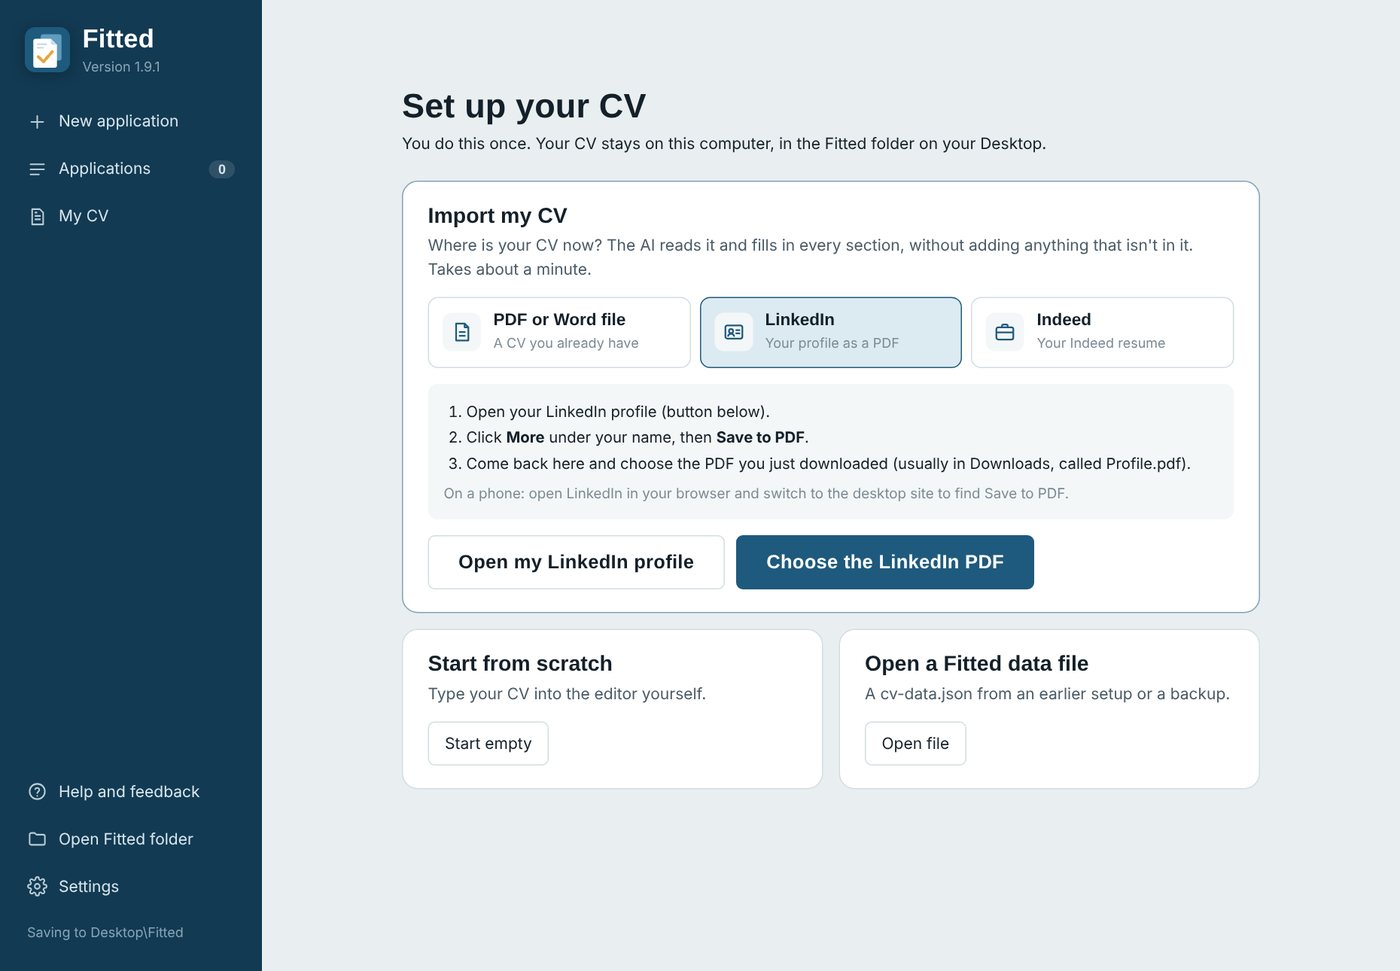 Fitted
Version 1.9.1
New application
Applications 0
My CV
Help and feedback
Open Fitted folder
Settings
Saving to Desktop\Fitted
Set up your CV
You do this once. Your CV stays on this computer, in the Fitted folder on your Desktop.
Import my CV
Where is your CV now? The AI reads it and fills in every section, without adding anything that isn't in it.
Takes about a minute.
PDF or Word file
A CV you already have
LinkedIn
Your profile as a PDF
Indeed
Your Indeed resume
1. Open your LinkedIn profile (button below).
2. Click More under your name, then Save to PDF.
3. Come back here and choose the PDF you just downloaded (usually in Downloads, called Profile.pdf).
On a phone: open LinkedIn in your browser and switch to the desktop site to find Save to PDF.
Open my LinkedIn profile
Choose the LinkedIn PDF
Start from scratch
Type your CV into the editor yourself.
Start empty
Open a Fitted data file
A cv-data.json from an earlier setup or a backup.
Open file